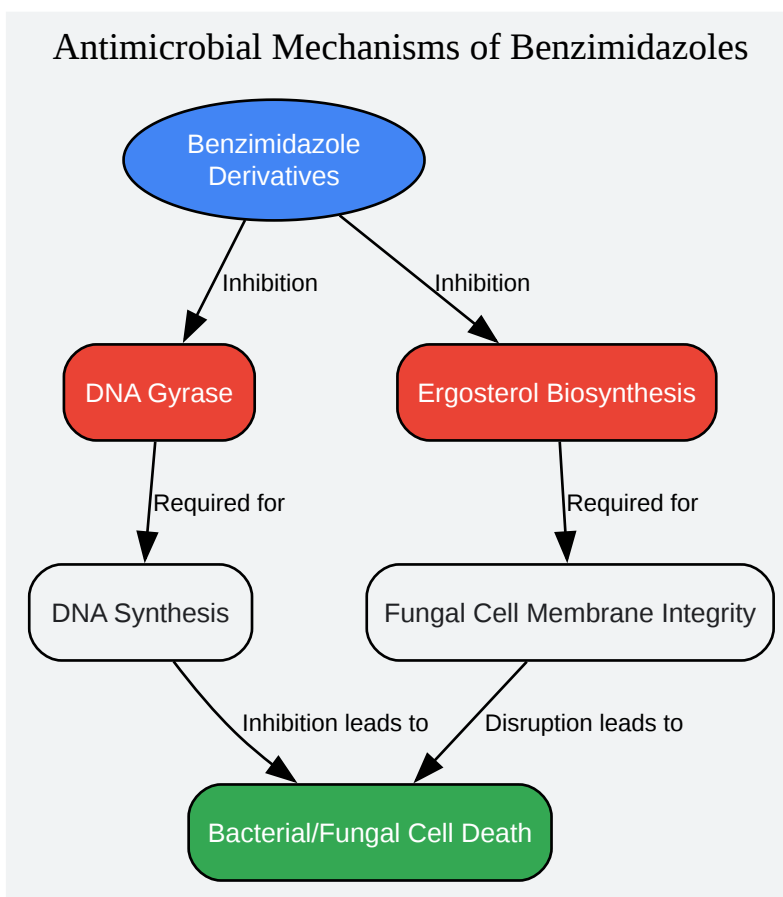 Antimicrobial Mechanisms of Benzimidazoles
Benzimidazole
Derivatives
Inhibition
Inhibition
DNA Gyrase
Ergosterol Biosynthesis
Required for
Required for
DNA Synthesis
Fungal Cell Membrane Integrity
Inhibition leads to
Disruption leads to
Bacterial/Fungal Cell Death